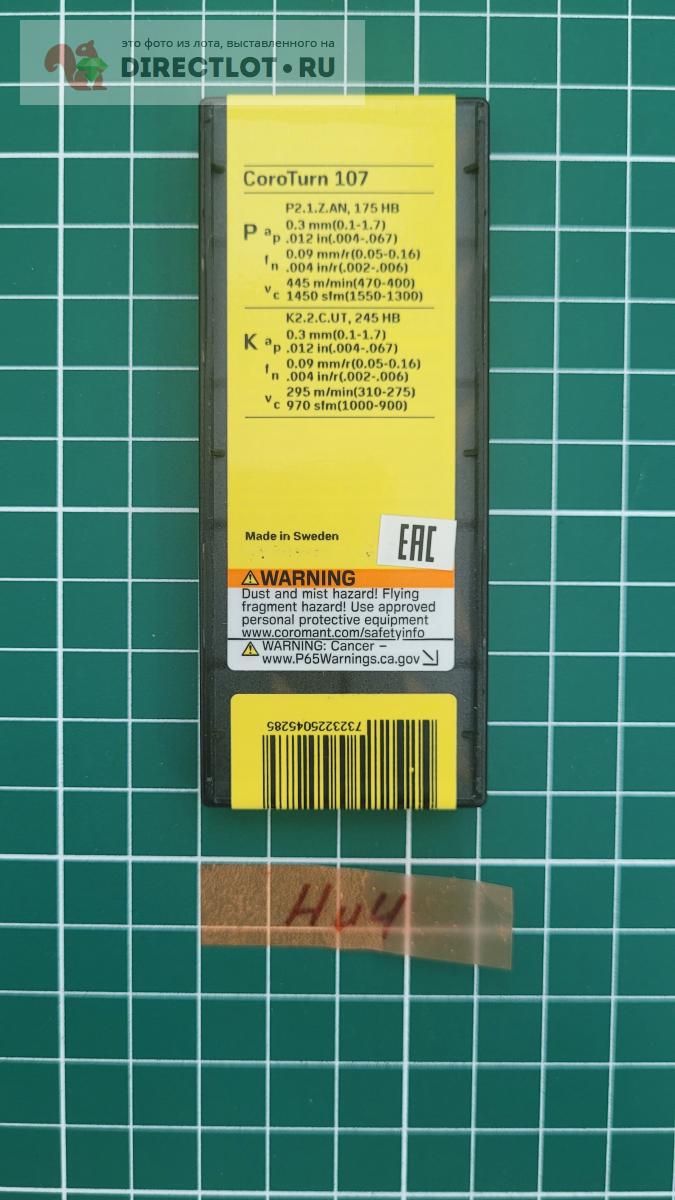 это фото из лота, выставленного на
DIRECTLOT•RU
CoroTurn 107
P2.1.Z.AN, 175 HB
P ap 0.3 mm(0.1-1.7)
.012 in(.004-.067)
fn 0.09 mm/r(0.05-0.16)
.004 in/r(.002-.006)
vc 445 m/min(470-400)
1450 sfm(1550-1300)
K2.2.C.UT, 245 HB
K ap 0.3 mm(0.1-1.7)
.012 in(.004-.067)
fn 0.09 mm/r(0.05-0.16)
.004 in/r(.002-.006)
vc 295 m/min(310-275)
970 sfm(1000-900)
Made in Sweden
EAC
WARNING
Dust and mist hazard! Flying
fragment hazard! Use approved
personal protective equipment
www.coromant.com/safetyinfo
WARNING: Cancer –
www.P65Warnings.ca.gov
7323225045285